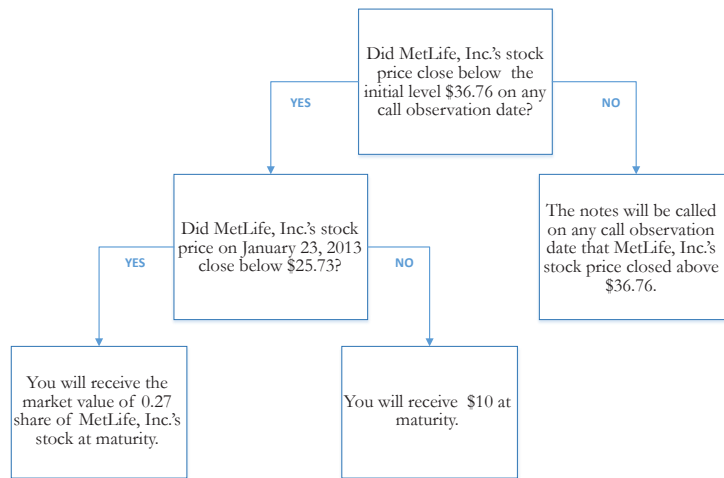 Did MetLife, Inc.'s stock
price close below the
initial level $36.76 on any
call observation date?
YES
NO
Did MetLife, Inc.'s stock
price on January 23, 2013
close below $25.73?
The notes will be called
on any call observation
date that MetLife, Inc.'s
stock price closed above
$36.76.
YES
NO
You will receive the
market value of 0.27
share of MetLife, Inc.'s
stock at maturity.
You will receive $10 at
maturity.